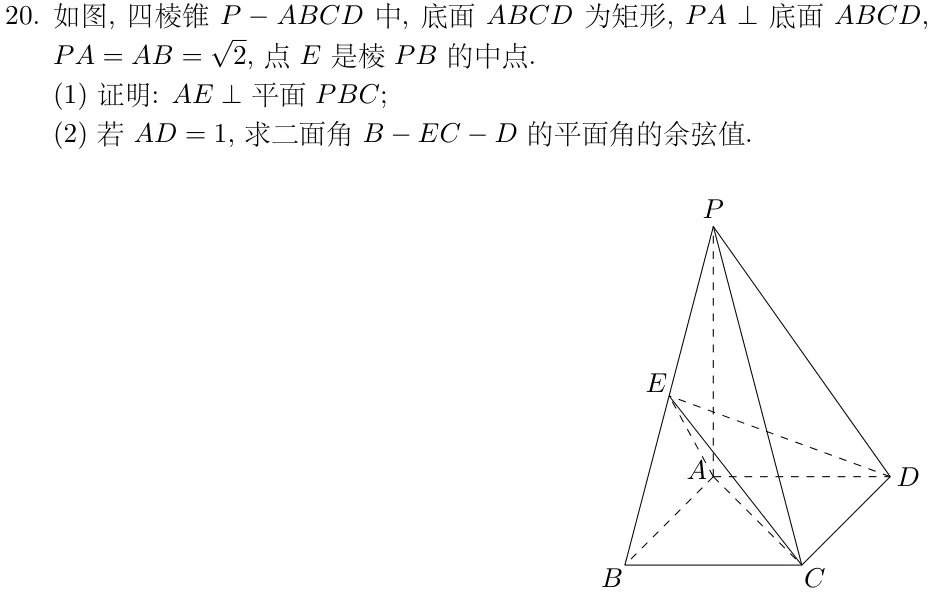 20. 如图, 四棱锥 P − ABCD 中, 底面 ABCD 为矩形, PA ⊥ 底面 ABCD,
PA = AB = √2, 点 E 是棱 PB 的中点.
(1) 证明: AE ⊥ 平面 PBC;
(2) 若 AD = 1, 求二面角 B − EC − D 的平面角的余弦值.
P
E
A
D
B
C